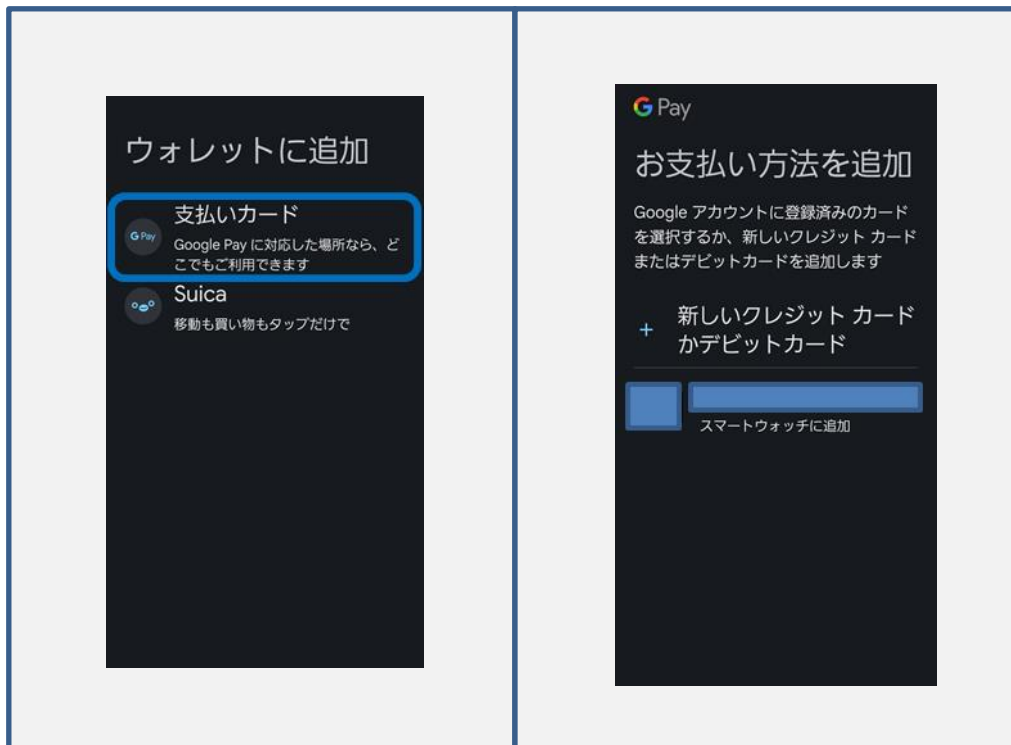 ウォレットに追加
支払いカード
G Pay
Google Pay に対応した場所なら、ど
こでもご利用できます
Suica
移動も買い物もタップだけで
G Pay
お支払い方法を追加
Google アカウントに登録済みのカード
を選択するか、新しいクレジット カード
またはデビットカードを追加します
+ 新しいクレジット カード
かデビットカード
スマートウォッチに追加